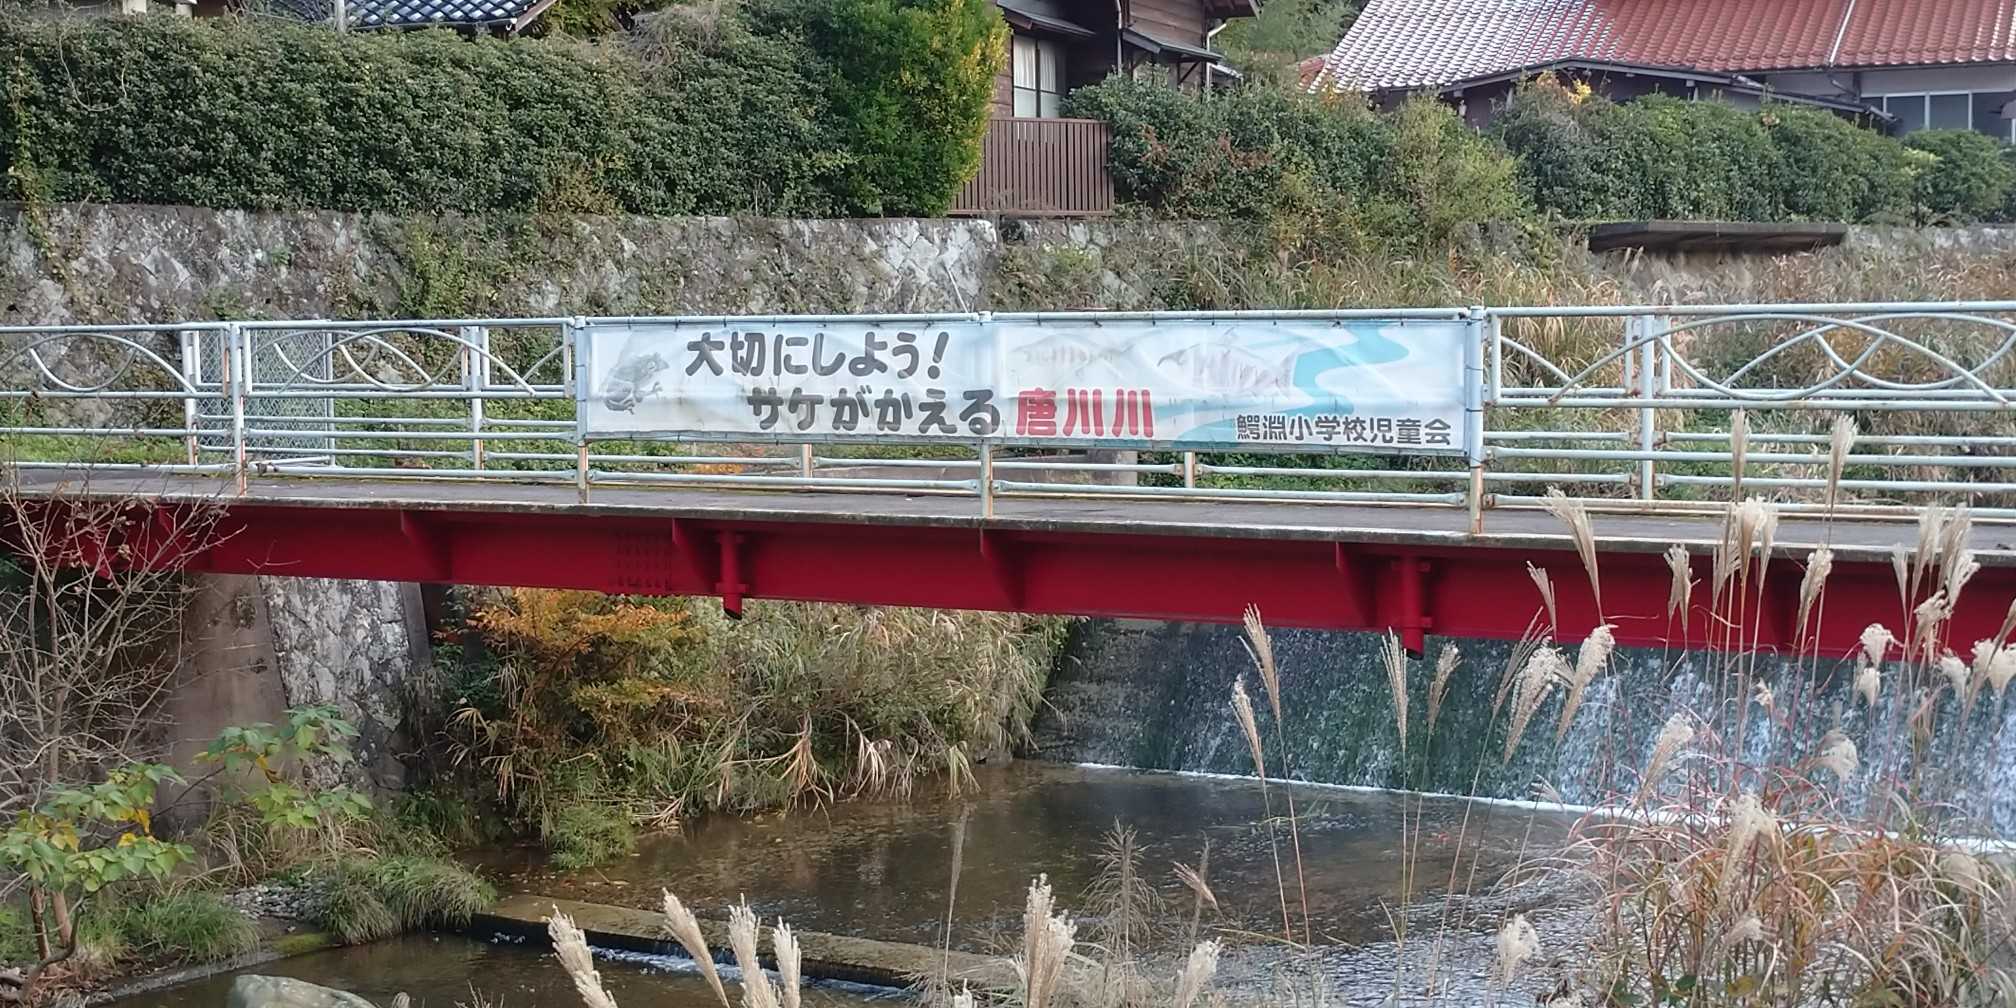 大切にしよう!
サケがかえる 唐川川
鰐淵小学校児童会